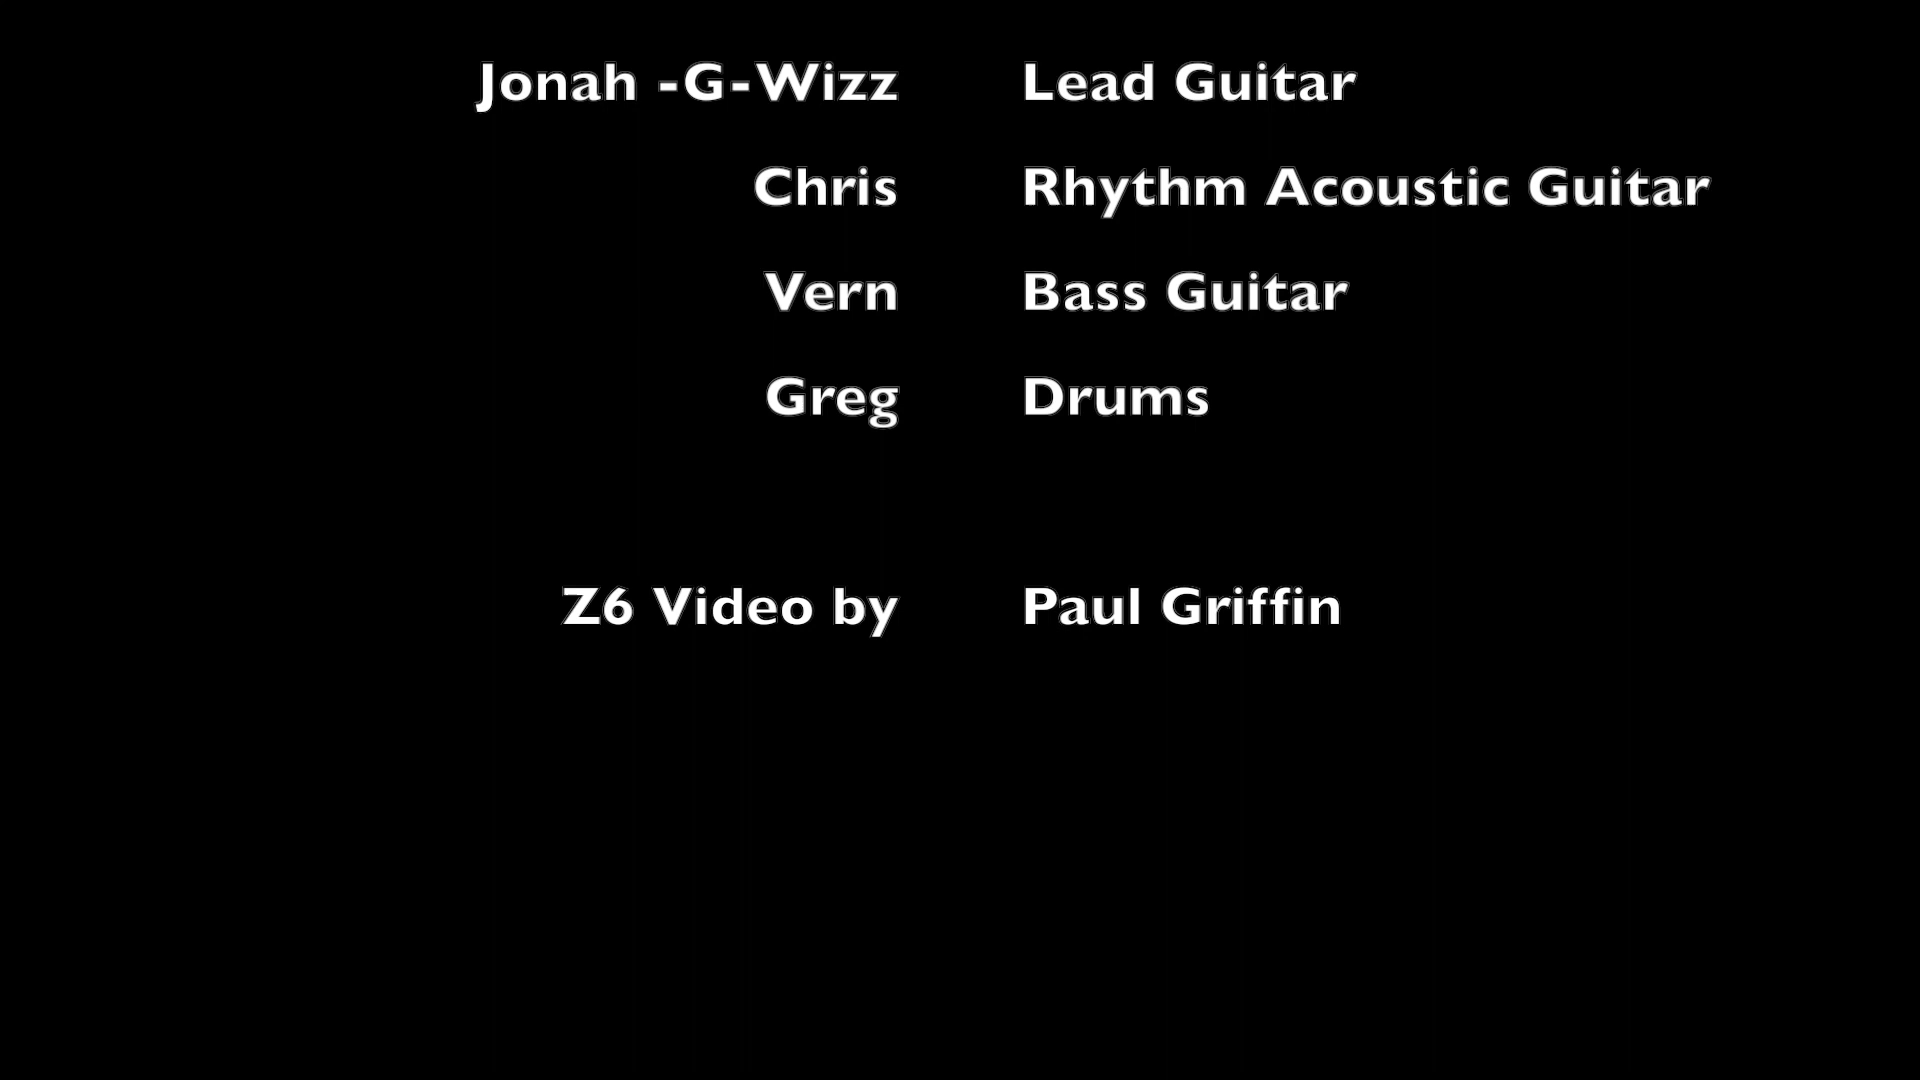 Jonah -G-Wizz Lead Guitar
Chris Rhythm Acoustic Guitar
Vern Bass Guitar
Greg Drums
Z6 Video by Paul Griffin